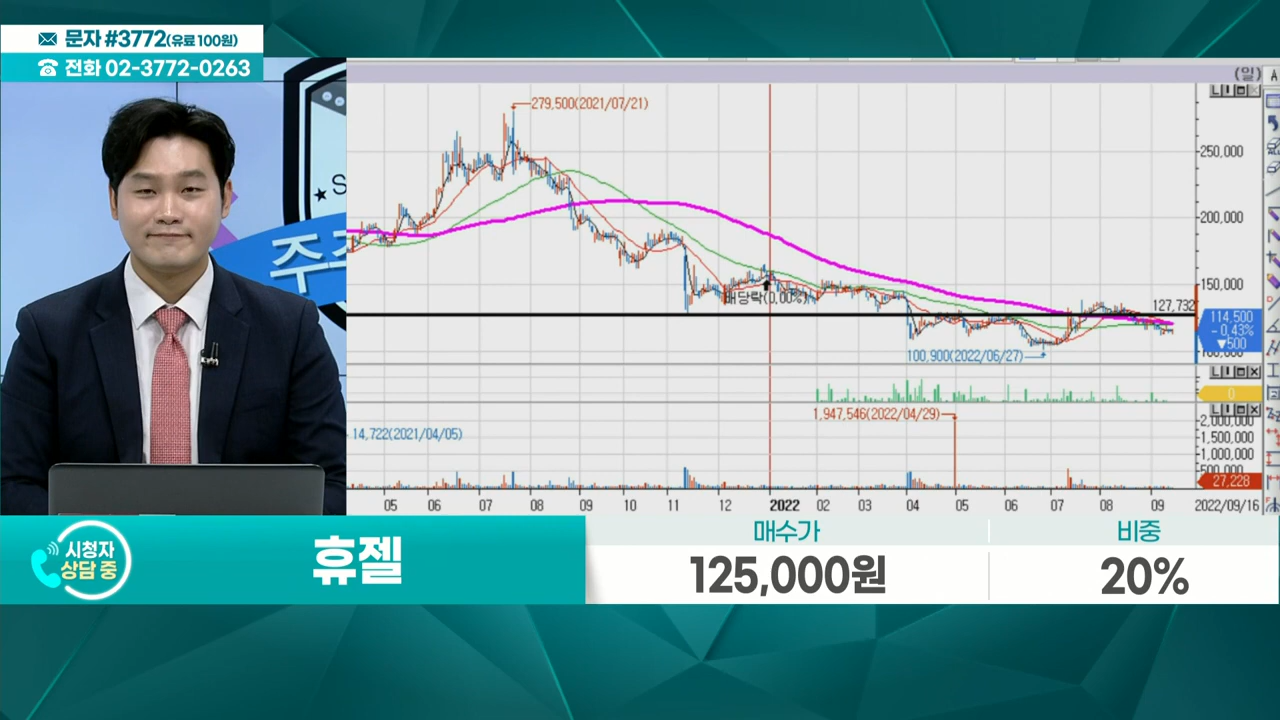 문자 #3772(유료 100원)
전화 02-3772-0263
S
주
(일) A
279,500(2021/07/21)
250,000
200,000
150,000
배당락(0.00%)
127,732
114,500
- 0.43%
▼500
100,000
100,900(2022/06/27)
0
1,947,546(2022/04/29)
2,000,000
1,500,000
1,000,000
500,000
27,228
14,722(2021/04/05)
05 06 07 08 09 10 11 12 2022 02 03 04 05 06 07 08 09 2022/09/16
시청자
상담 중
휴젤
매수가 비중
125,000원 20%